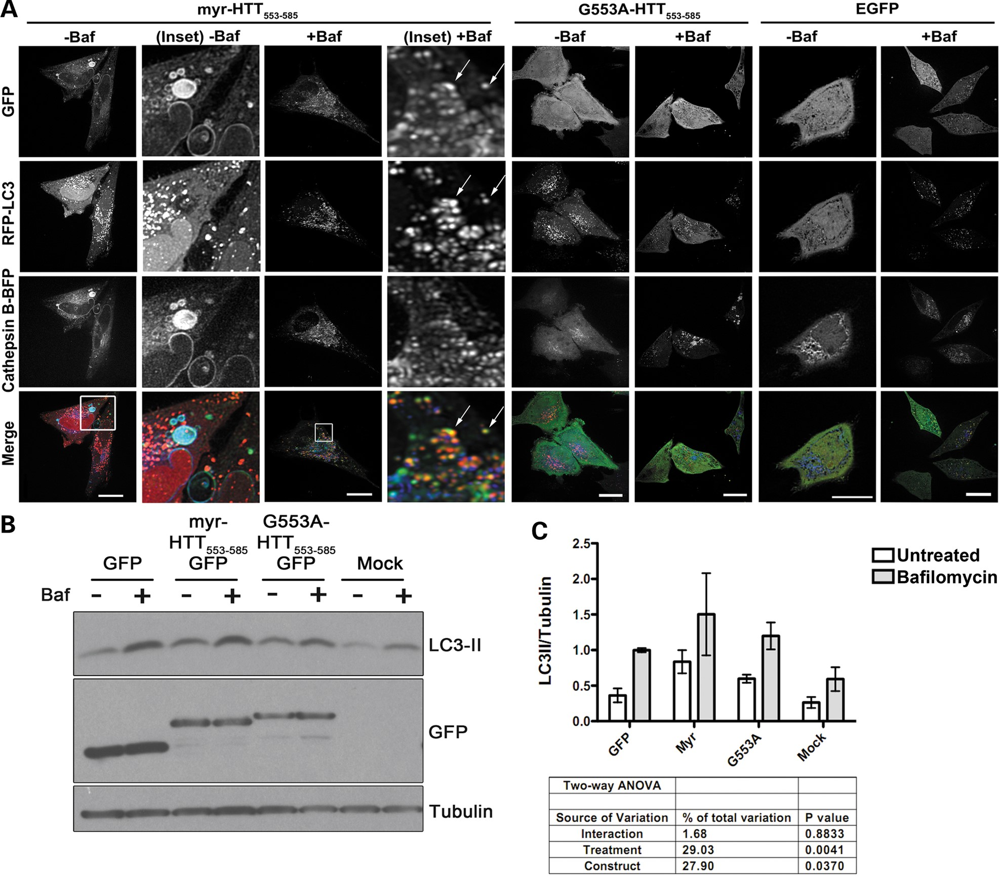 A
myr-HTT553-585
G553A-HTT553-585
EGFP
-Baf
(Inset) -Baf
+Baf
(Inset) +Baf
-Baf
+Baf
-Baf
+Baf
GFP
RFP-LC3
Cathepsin B-BFP
Merge
B
GFP
myr-
HTT553-585
GFP
G553A-
HTT553-585
GFP
Mock
Baf
- + - + - + - +
LC3-II
GFP
Tubulin
C
Untreated
Bafilomycin
LC3II/Tubulin
2.5
2.0
1.5
1.0
0.5
0.0
GFP
Myr
G553A
Mock
Two-way ANOVA
Source of Variation % of total variation P value
Interaction 1.68 0.8833
Treatment 29.03 0.0041
Construct 27.90 0.0370